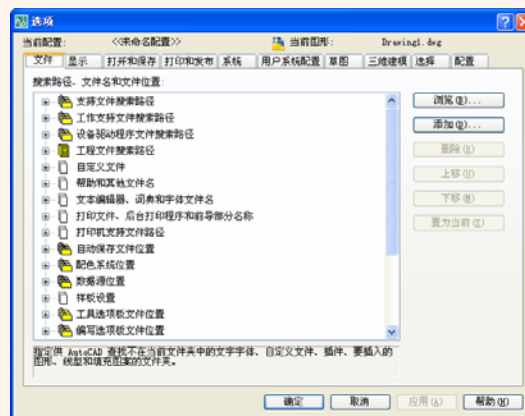 选项
当前配置: <<未命名配置>> 当前图形: Drawing1.dwg
文件 显示 打开和保存 打印和发布 系统 用户系统配置 草图 三维建模 选择 配置
搜索路径、文件名和文件位置:
支持文件搜索路径
工作支持文件搜索路径
设备驱动程序文件搜索路径
工程文件搜索路径
自定义文件
帮助和其他文件名
文本编辑器、词典和字体文件名
打印文件、后台打印程序和前导部分名称
打印机支持文件路径
自动保存文件位置
配色系统位置
数据源位置
样板设置
工具选项板文件位置
编写选项板文件位置
浏览(B)...
添加(D)...
删除(R)
上移(U)
下移(N)
置为当前(C)
指定供 AutoCAD 查找不在当前文件夹中的文字字体、自定义文件、插件、要插入的
图形、线型和填充图案的文件夹。
确定 取消 应用(A) 帮助(H)